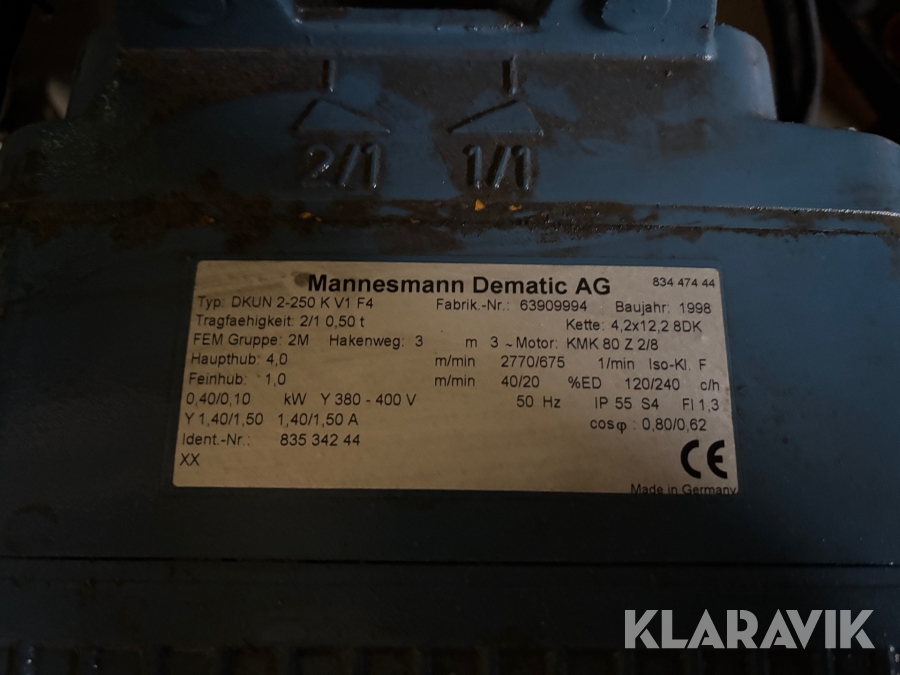 2/1 1/1
Mannesmann Dematic AG 834 474 44
Typ: DKUN 2-250 K V1 F4 Fabrik.-Nr.: 63909994 Baujahr: 1998
Tragfaehigkeit: 2/1 0,50 t Kette: 4,2x12,2 8DK
FEM Gruppe: 2M Hakenweg: 3 m 3 ~ Motor: KMK 80 Z 2/8
Haupthub: 4,0 m/min 2770/675 1/min Iso-Kl. F
Feinhub: 1,0 m/min 40/20 %ED 120/240 c/h
0,40/0,10 kW Y 380 - 400 V 50 Hz IP 55 S4 FI 1,3
Y 1,40/1,50 1,40/1,50 A cosφ : 0,80/0,62
Ident.-Nr.: 835 342 44
XX
CE
Made in Germany
KLARAVIK